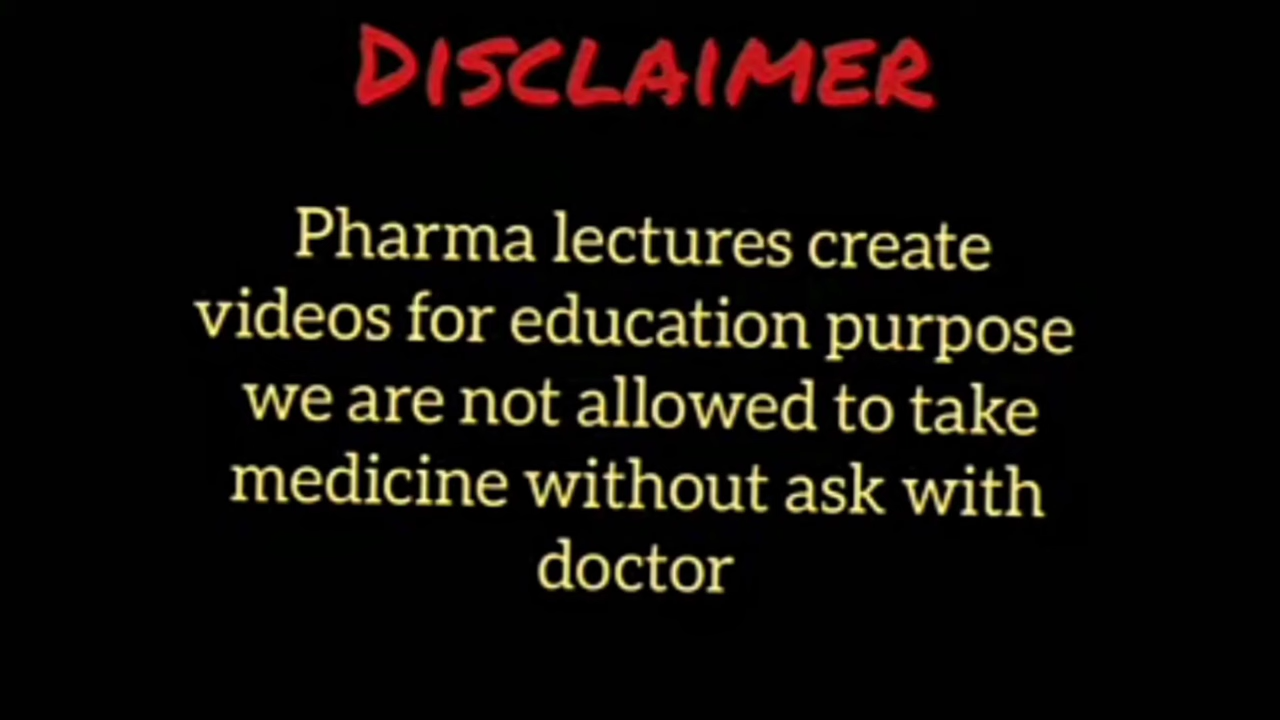 DISCLAIMER
Pharma lectures create
videos for education purpose
we are not allowed to take
medicine without ask with
doctor